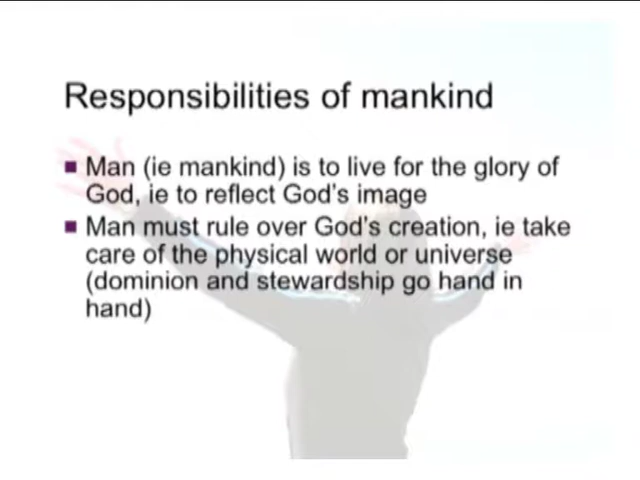 Responsibilities of mankind
Man (ie mankind) is to live for the glory of
God, ie to reflect God's image
Man must rule over God's creation, ie take
care of the physical world or universe
(dominion and stewardship go hand in
hand)